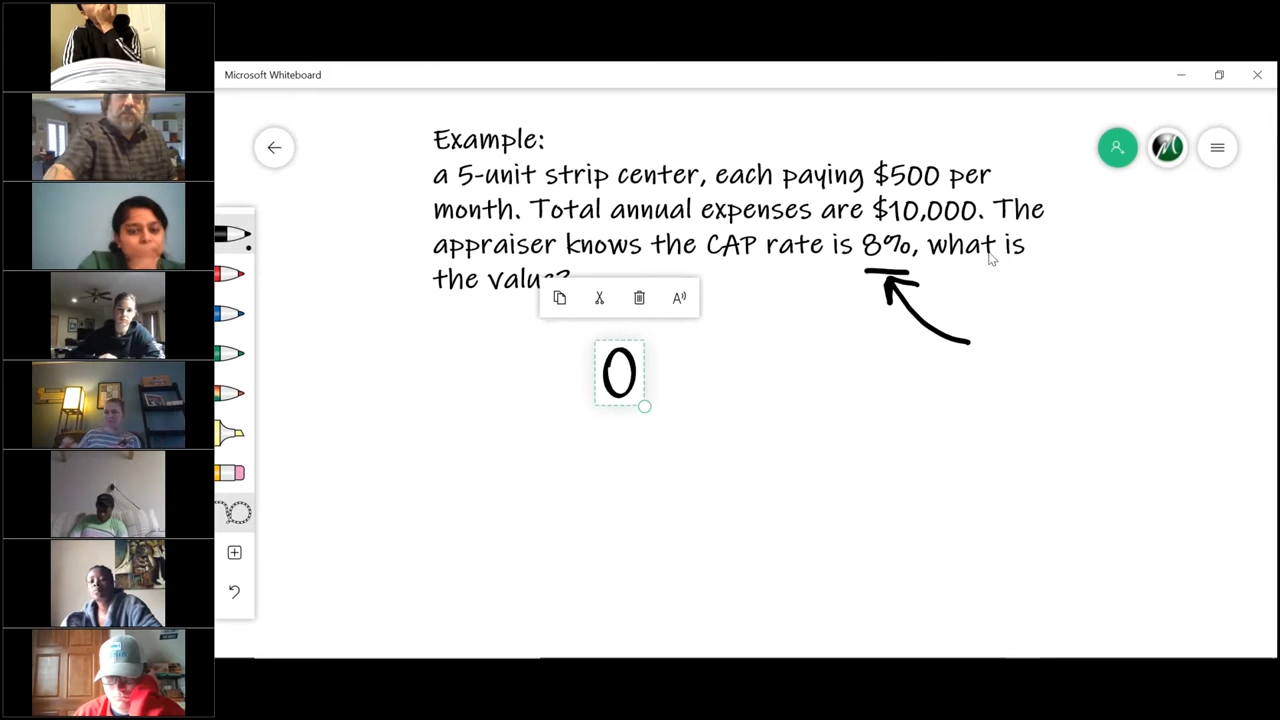 Microsoft Whiteboard
Example:
a 5-unit strip center, each paying $500 per
month. Total annual expenses are $10,000. The
appraiser knows the CAP rate is 8%, what is
the value?
0